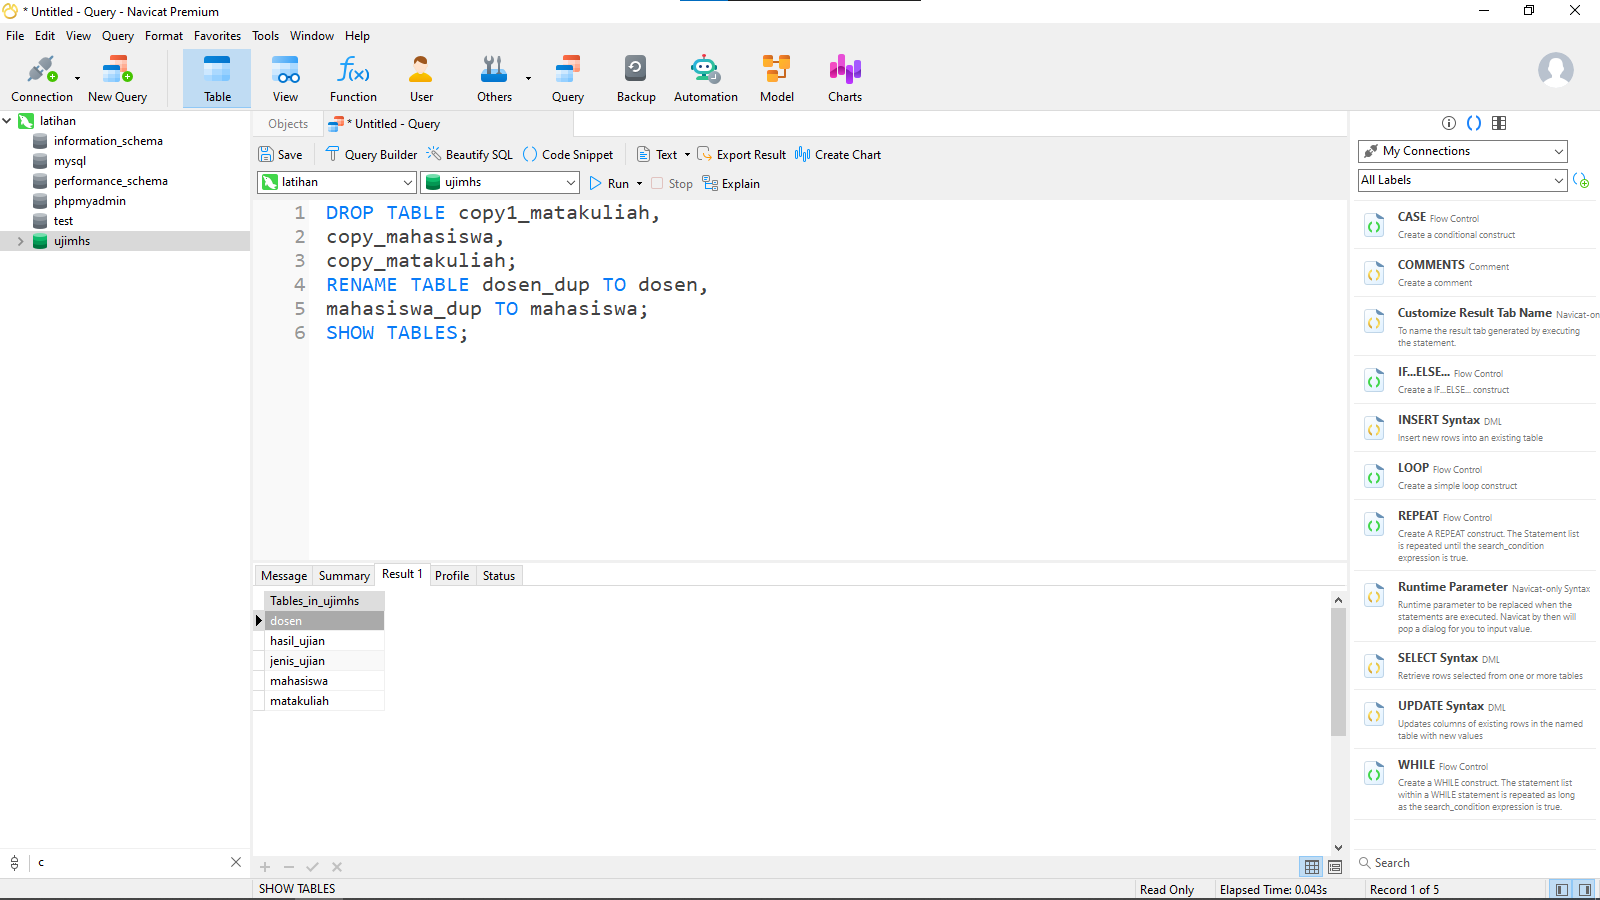 * Untitled - Query - Navicat Premium
File Edit View Query Format Favorites Tools Window Help
Connection New Query Table View Function User Others Query Backup Automation Model Charts
latihan
information_schema
mysql
performance_schema
phpmyadmin
test
ujimhs
c
Objects * Untitled - Query
Save Query Builder Beautify SQL Code Snippet Text Export Result Create Chart
latihan ujimhs Run Stop Explain
1 DROP TABLE copy1_matakuliah,
2 copy_mahasiswa,
3 copy_matakuliah;
4 RENAME TABLE dosen_dup TO dosen,
5 mahasiswa_dup TO mahasiswa;
6 SHOW TABLES;
Message Summary Result 1 Profile Status
Tables_in_ujimhs
dosen
hasil_ujian
jenis_ujian
mahasiswa
matakuliah
My Connections
All Labels
CASE Flow Control
Create a conditional construct
COMMENTS Comment
Create a comment
Customize Result Tab Name Navicat-on
To name the result tab generated by executing
the statement.
IF...ELSE... Flow Control
Create a IF...ELSE... construct
INSERT Syntax DML
Insert new rows into an existing table
LOOP Flow Control
Create a simple loop construct
REPEAT Flow Control
Create A REPEAT construct. The Statement list
is repeated until the search_condition
expression is true.
Runtime Parameter Navicat-only Syntax
Runtime parameter to be replaced when the
statements are executed. Navicat by then will
pop a dialog for you to input value.
SELECT Syntax DML
Retrieve rows selected from one or more tables
UPDATE Syntax DML
Updates columns of existing rows in the named
table with new values
WHILE Flow Control
Create a WHILE construct. The statement list
within a WHILE statement is repeated as long
as the search_condition expression is true.
Search
SHOW TABLES Read Only Elapsed Time: 0.043s Record 1 of 5